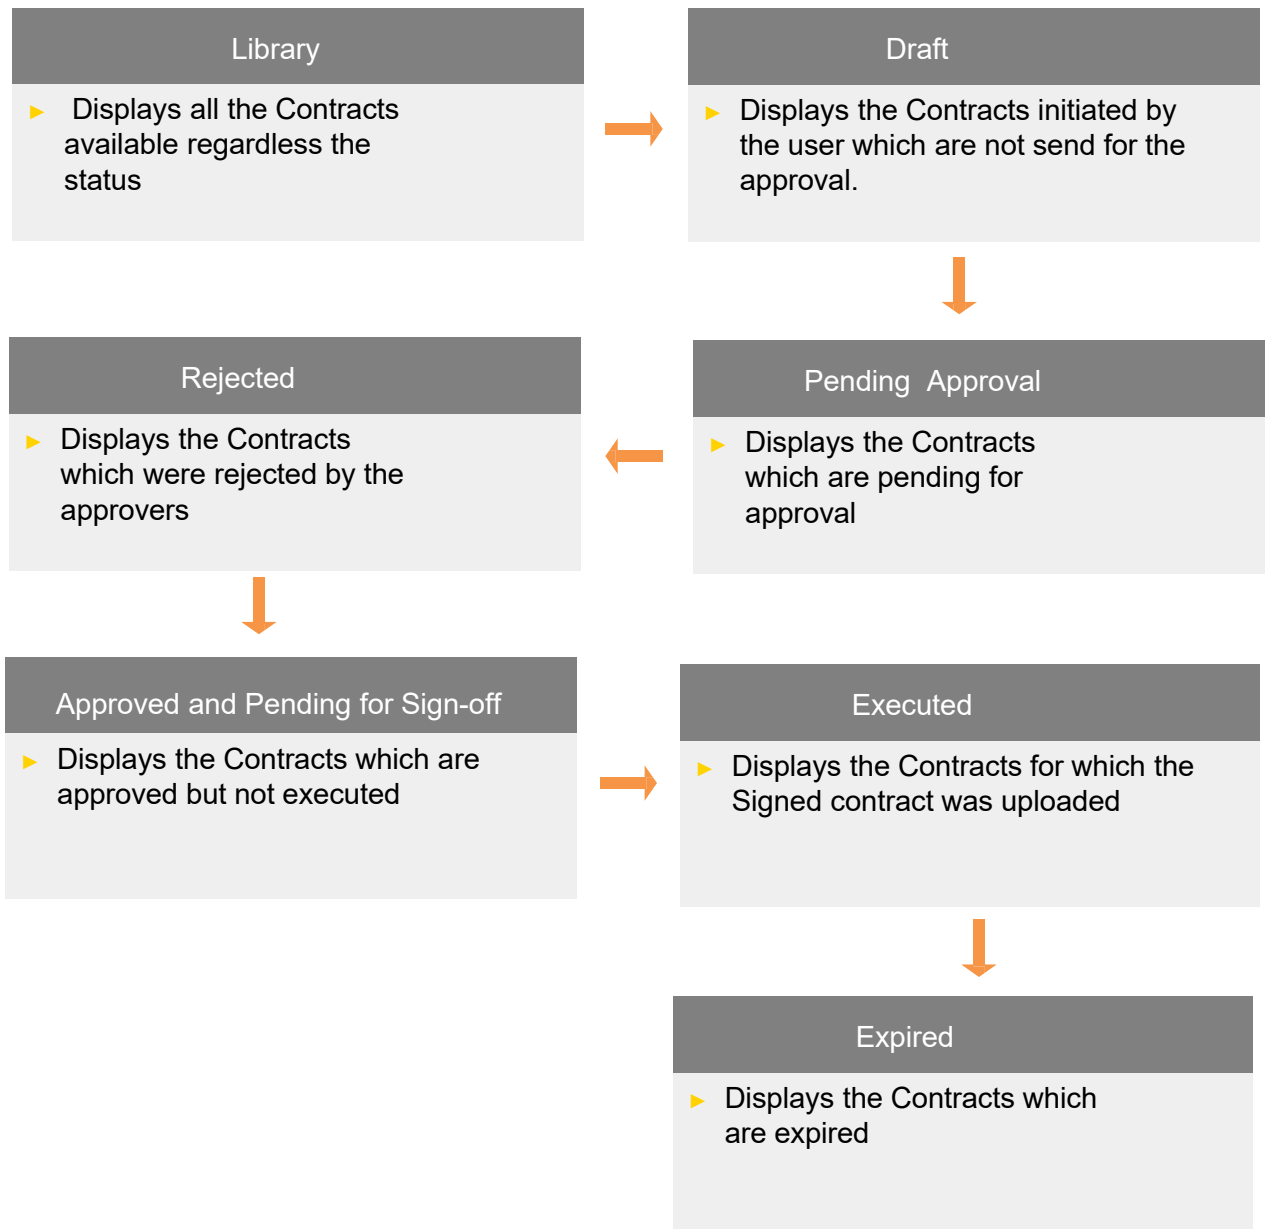 Library
Displays all the Contracts
available regardless the
status
Draft
Displays the Contracts initiated by
the user which are not send for the
approval.
Rejected
Displays the Contracts
which were rejected by the
approvers
Pending Approval
Displays the Contracts
which are pending for
approval
Approved and Pending for Sign-off
Displays the Contracts which are
approved but not executed
Executed
Displays the Contracts for which the
Signed contract was uploaded
Expired
Displays the Contracts which
are expired